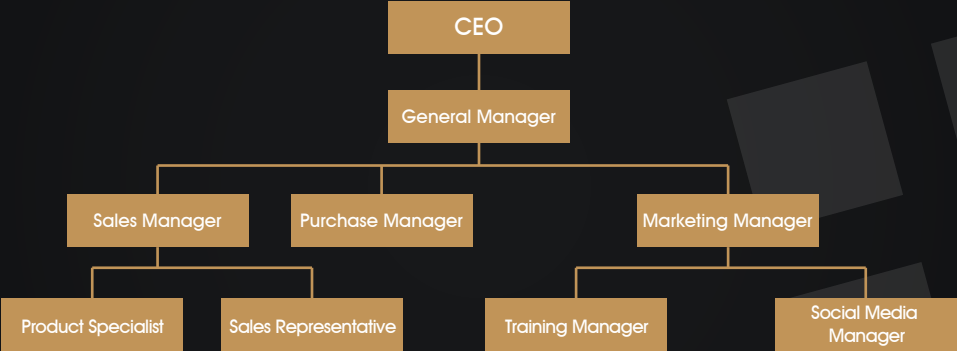 CEO
General Manager
Sales Manager
Purchase Manager
Marketing Manager
Product Specialist
Sales Representative
Training Manager
Social Media
Manager